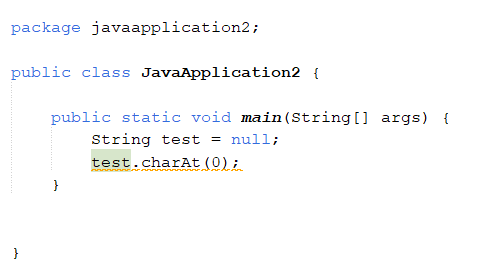 package javaapplication2;
public class JavaApplication2 {
public static void main(String[] args) {
String test = null;
test.charAt(0);
}
}